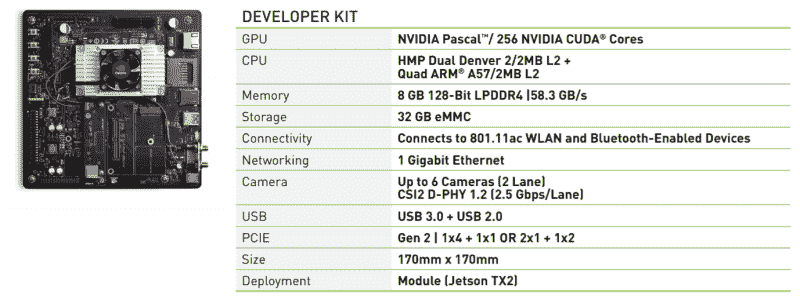 DEVELOPER KIT
GPU NVIDIA Pascal™/ 256 NVIDIA CUDA® Cores
CPU HMP Dual Denver 2/2MB L2 +
Quad ARM® A57/2MB L2
Memory 8 GB 128-Bit LPDDR4 |58.3 GB/s
Storage 32 GB eMMC
Connectivity Connects to 801.11ac WLAN and Bluetooth-Enabled Devices
Networking 1 Gigabit Ethernet
Camera Up to 6 Cameras (2 Lane)
CSI2 D-PHY 1.2 (2.5 Gbps/Lane)
USB USB 3.0 + USB 2.0
PCIE Gen 2 | 1x4 + 1x1 OR 2x1 + 1x2
Size 170mm x 170mm
Deployment Module (Jetson TX2)